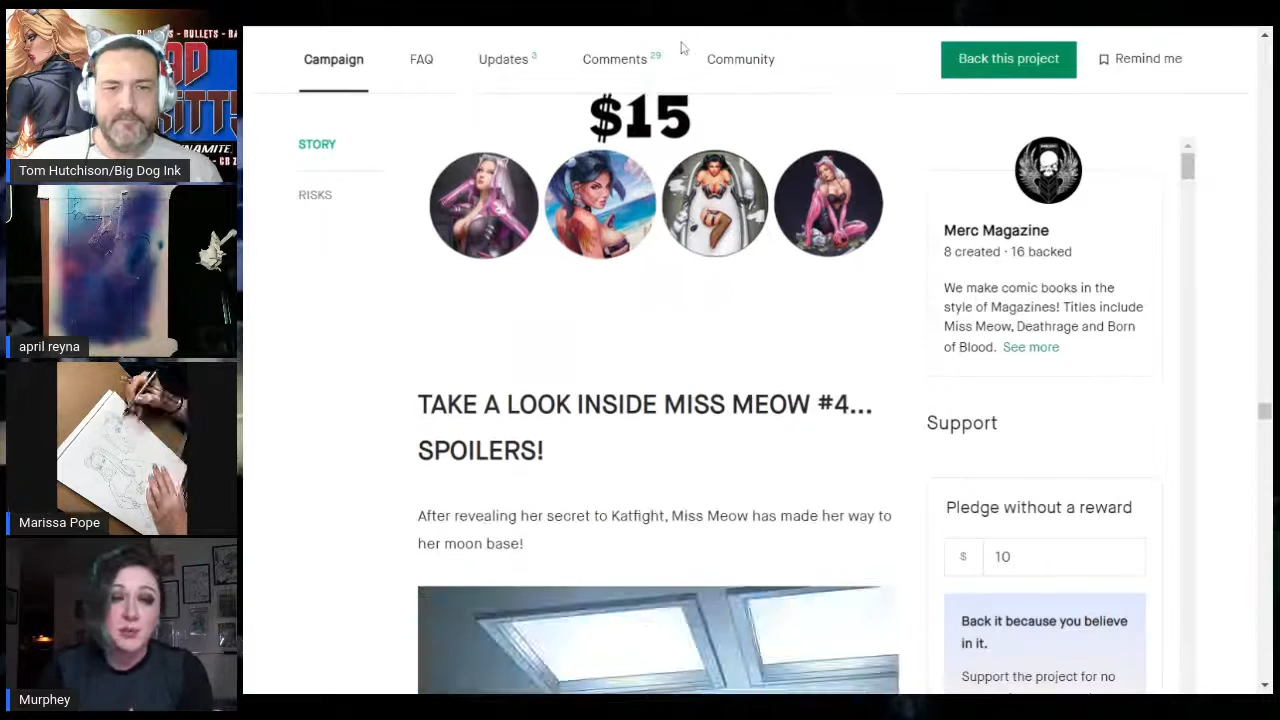 Tom Hutchison/Big Dog Ink
april reyna
Marissa Pope
Murphey
Campaign
FAQ
Updates 3
Comments 29
Community
Back this project
Remind me
STORY
RISKS
$15
TAKE A LOOK INSIDE MISS MEOW #4...
SPOILERS!
After revealing her secret to Katfight, Miss Meow has made her way to
her moon base!
Merc Magazine
8 created · 16 backed
We make comic books in the
style of Magazines! Titles include
Miss Meow, Deathrage and Born
of Blood. See more
Support
Pledge without a reward
$ 10
Back it because you believe
in it.
Support the project for no